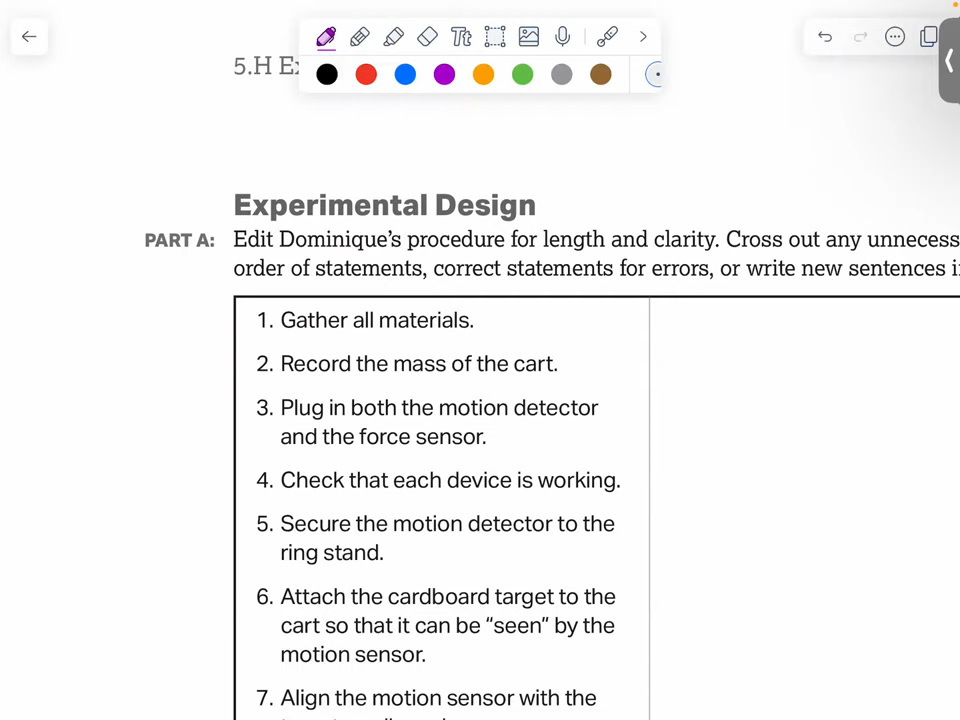 5.H Ex
Experimental Design
PART A: Edit Dominique's procedure for length and clarity. Cross out any unnecess
order of statements, correct statements for errors, or write new sentences i
1. Gather all materials.
2. Record the mass of the cart.
3. Plug in both the motion detector
and the force sensor.
4. Check that each device is working.
5. Secure the motion detector to the
ring stand.
6. Attach the cardboard target to the
cart so that it can be “seen” by the
motion sensor.
7. Align the motion sensor with the